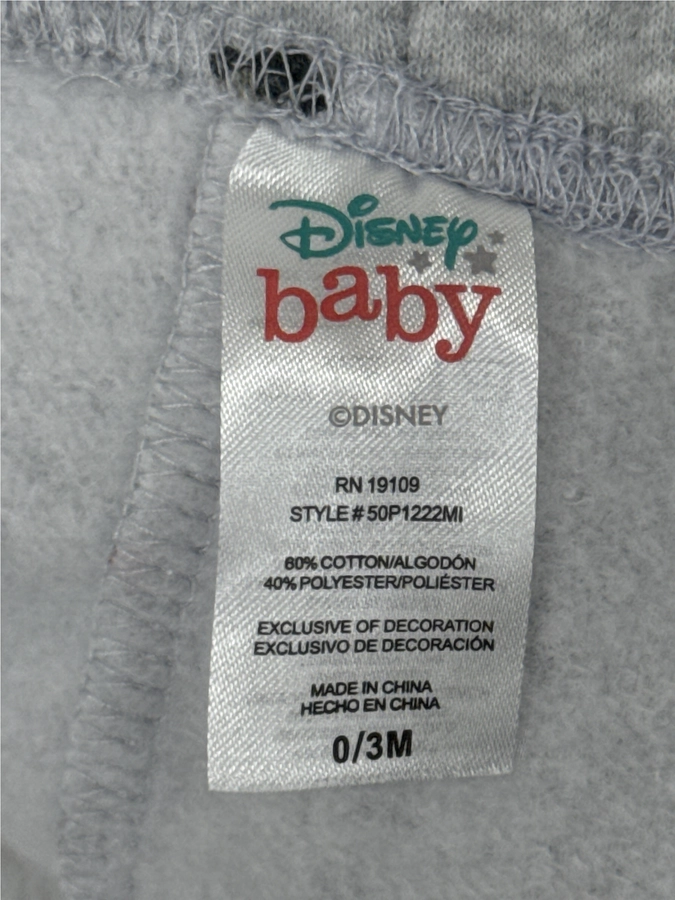 Disney
baby
©DISNEY
RN 19109
STYLE # 50P1222MI
60% COTTON/ALGODÓN
40% POLYESTER/POLIÉSTER
EXCLUSIVE OF DECORATION
EXCLUSIVO DE DECORACIÓN
MADE IN CHINA
HECHO EN CHINA
0/3M